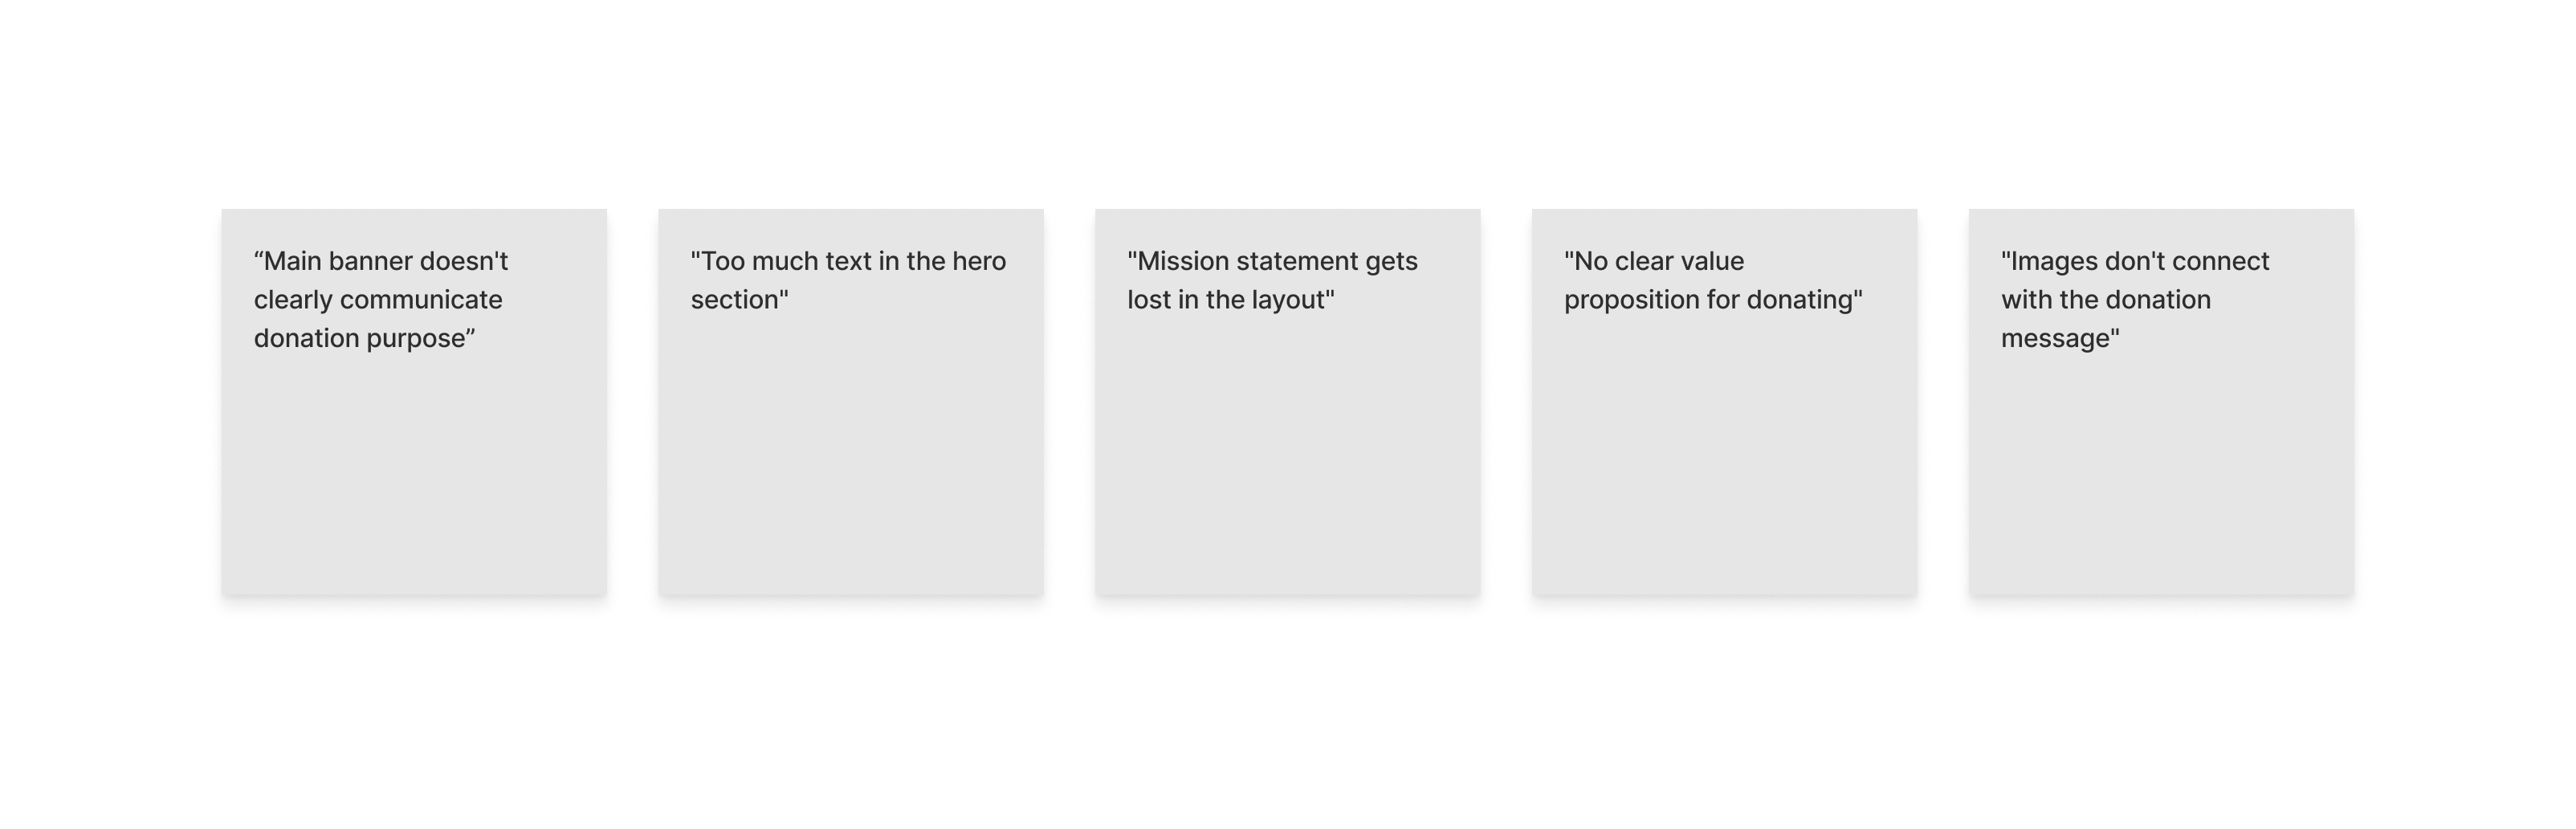 “Main banner doesn't
clearly communicate
donation purpose”
"Too much text in the hero
section"
"Mission statement gets
lost in the layout"
"No clear value
proposition for donating"
"Images don't connect
with the donation
message"